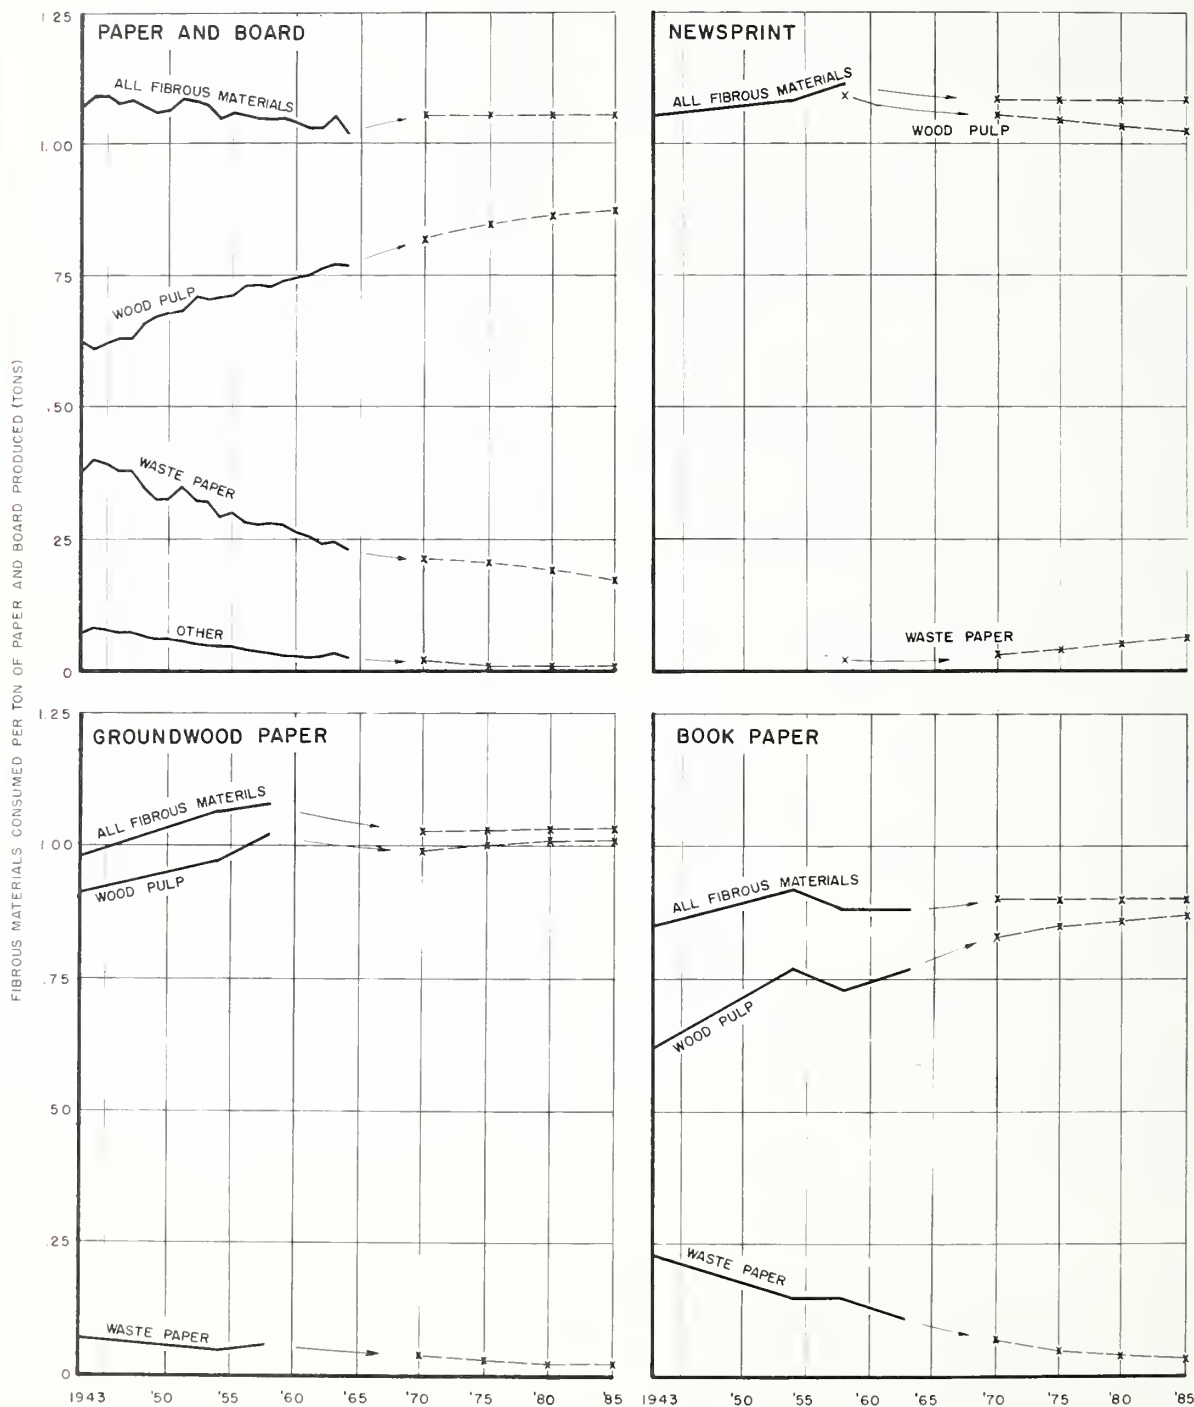 FIBROUS MATERIALS CONSUMED PER TON OF PAPER AND BOARD PRODUCED (TONS)
1 25
PAPER AND BOARD
ALL FIBROUS MATERIALS
1.00
WOOD PULP
75
.50
WASTE PAPER
25
OTHER
0
NEWSPRINT
ALL FIBROUS MATERIALS
WOOD PULP
WASTE PAPER
1.25
GROUNDWOOD PAPER
ALL FIBROUS MATERILS
WOOD PULP
1 00
.75
50
.25
WASTE PAPER
0
1943 '50 '55 '60 '65 '70 '75 '80 '85
BOOK PAPER
ALL FIBROUS MATERIALS
WOOD PULP
WASTE PAPER
1943 '50 '55 '60 '65 '70 '75 '80 '85